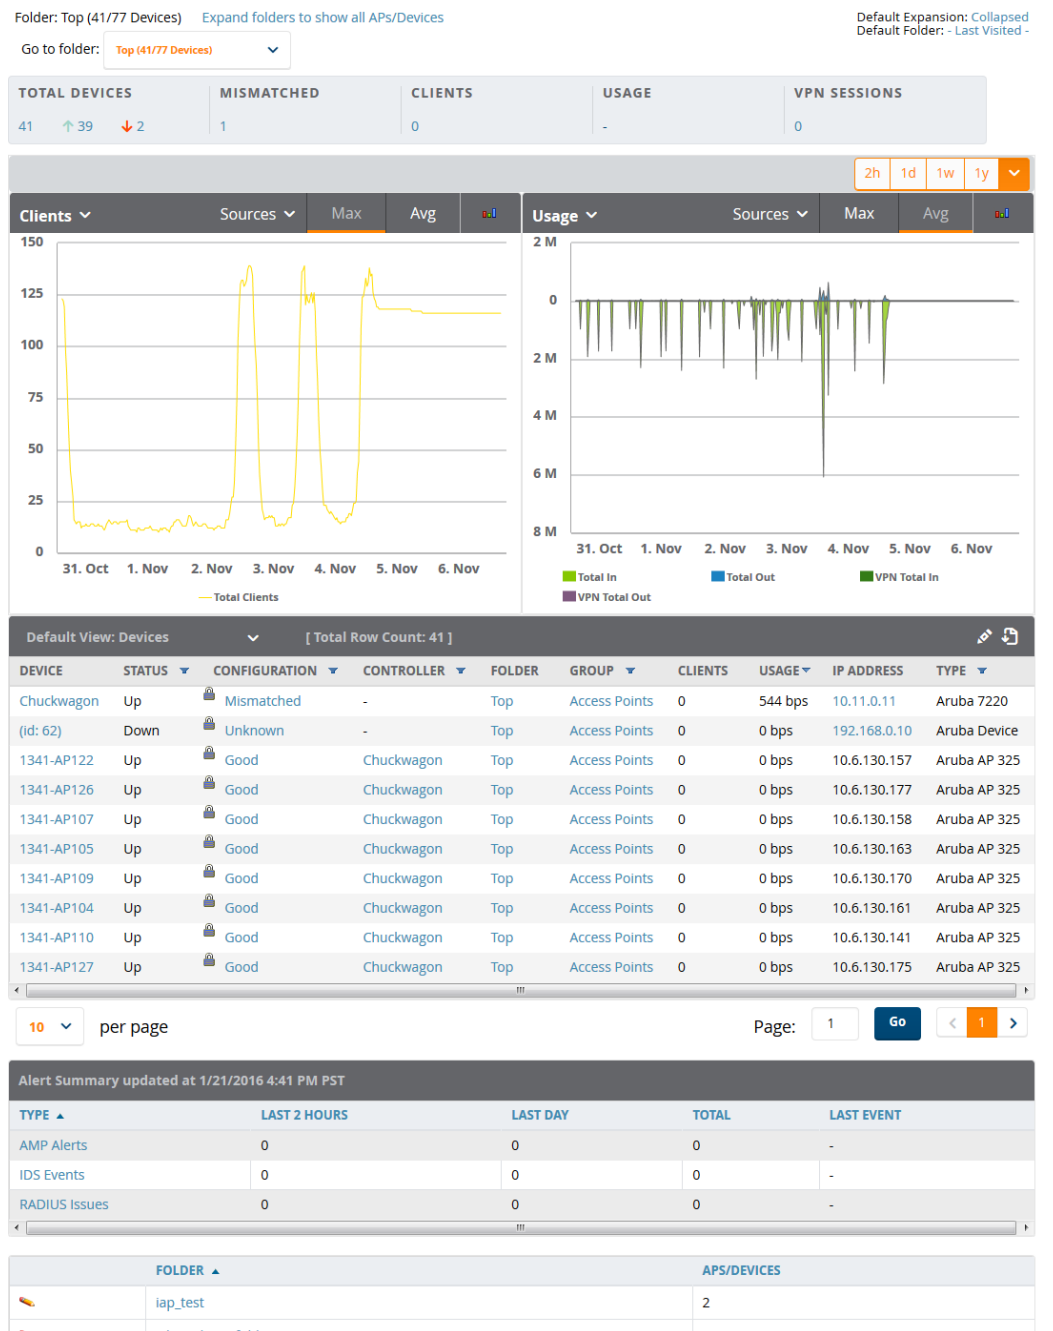 Folder: Top (41/77 Devices) Expand folders to show all APs/Devices
Default Expansion: Collapsed
Default Folder: - Last Visited -
Go to folder: Top (41/77 Devices)
TOTAL DEVICES MISMATCHED CLIENTS USAGE VPN SESSIONS
41 39 2 1 0 - 0
2h 1d 1w 1y
Clients Sources Max Avg
150
125
100
75
50
25
0
31. Oct 1. Nov 2. Nov 3. Nov 4. Nov 5. Nov 6. Nov
Total Clients
Usage Sources Max Avg
2 M
0
2 M
4 M
6 M
8 M
31. Oct 1. Nov 2. Nov 3. Nov 4. Nov 5. Nov 6. Nov
Total In Total Out VPN Total In
VPN Total Out
Default View: Devices [ Total Row Count: 41 ]
DEVICE STATUS CONFIGURATION CONTROLLER FOLDER GROUP CLIENTS USAGE IP ADDRESS TYPE
Chuckwagon Up Mismatched - Top Access Points 0 544 bps 10.11.0.11 Aruba 7220
(id: 62) Down Unknown - Top Access Points 0 0 bps 192.168.0.10 Aruba Device
1341-AP122 Up Good Chuckwagon Top Access Points 0 0 bps 10.6.130.157 Aruba AP 325
1341-AP126 Up Good Chuckwagon Top Access Points 0 0 bps 10.6.130.177 Aruba AP 325
1341-AP107 Up Good Chuckwagon Top Access Points 0 0 bps 10.6.130.158 Aruba AP 325
1341-AP105 Up Good Chuckwagon Top Access Points 0 0 bps 10.6.130.163 Aruba AP 325
1341-AP109 Up Good Chuckwagon Top Access Points 0 0 bps 10.6.130.170 Aruba AP 325
1341-AP104 Up Good Chuckwagon Top Access Points 0 0 bps 10.6.130.161 Aruba AP 325
1341-AP110 Up Good Chuckwagon Top Access Points 0 0 bps 10.6.130.141 Aruba AP 325
1341-AP127 Up Good Chuckwagon Top Access Points 0 0 bps 10.6.130.175 Aruba AP 325
10 per page Page: 1 Go < 1 >
Alert Summary updated at 1/21/2016 4:41 PM PST
TYPE LAST 2 HOURS LAST DAY TOTAL LAST EVENT
AMP Alerts 0 0 0 -
IDS Events 0 0 0 -
RADIUS Issues 0 0 0 -
FOLDER APS/DEVICES
iap_test 2